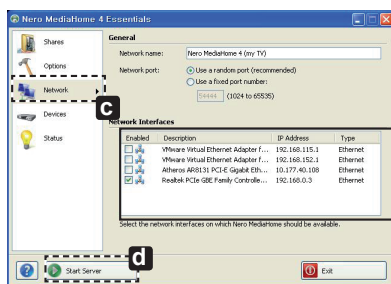 Nero MediaHome 4 Essentials
Shares
Options
Network
Devices
Status
General
Network name: Nero MediaHome 4 (my TV)
Network port: Use a random port (recommended)
Use a fixed port number:
54444 (1024 to 65535)
c
Network Interfaces
Enabled Description IP Address Type
VMware Virtual Ethernet Adapter f... 192.168.115.1 Ethernet
VMware Virtual Ethernet Adapter f... 192.168.152.1 Ethernet
Atheros AR8131 PCI-E Gigabit Eth... 10.177.40.108 Ethernet
Realtek PCIe GBE Family Controlle... 192.168.0.3 Ethernet
Select the network interfaces on which Nero MediaHome should be available.
d
Start Server
Exit